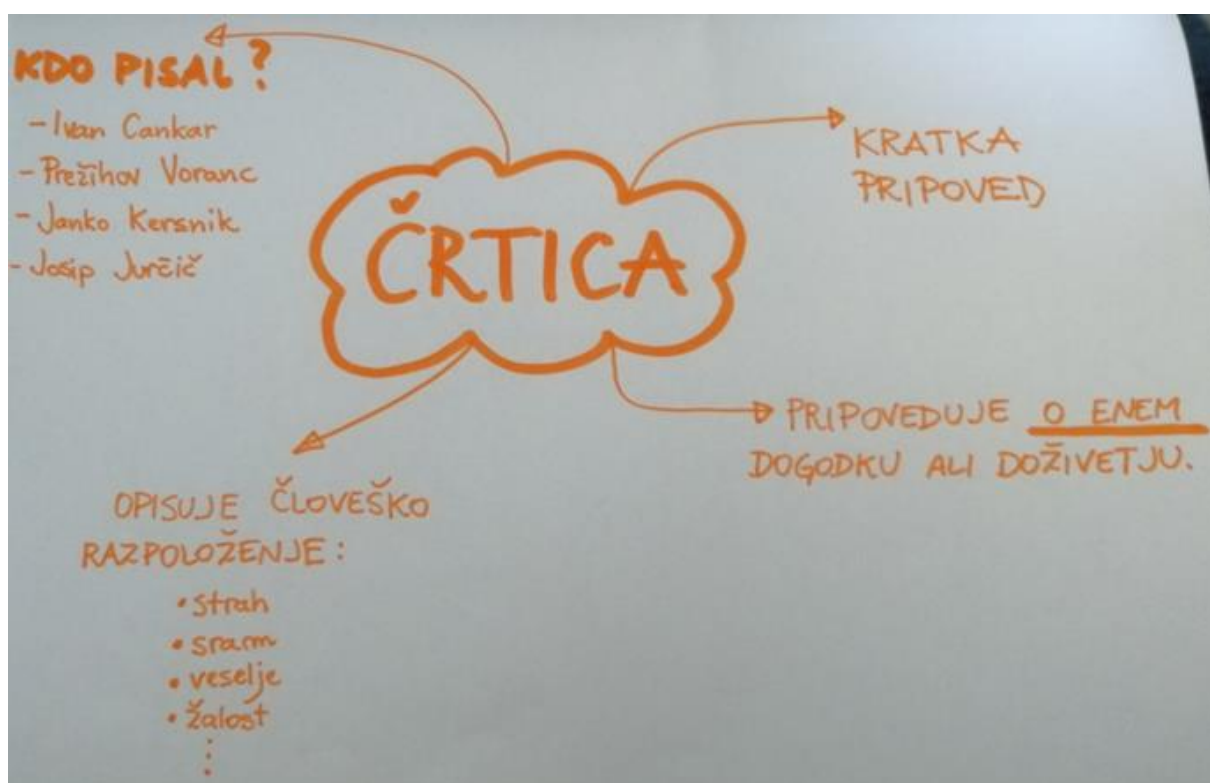 KDO PISAL?
- Ivan Cankar
- Prežihov Voranc
- Janko Kersnik
- Josip Jurčič
ČRTICA
KRATKA
PRIPOVED
PRIPOVEDUJE O ENEM
DOGODKU ALI DOŽIVETJU.
OPISUJE ČLOVEŠKO
RAZPOLOŽENJE:
• strah
• sram
• veselje
• žalost
⋮